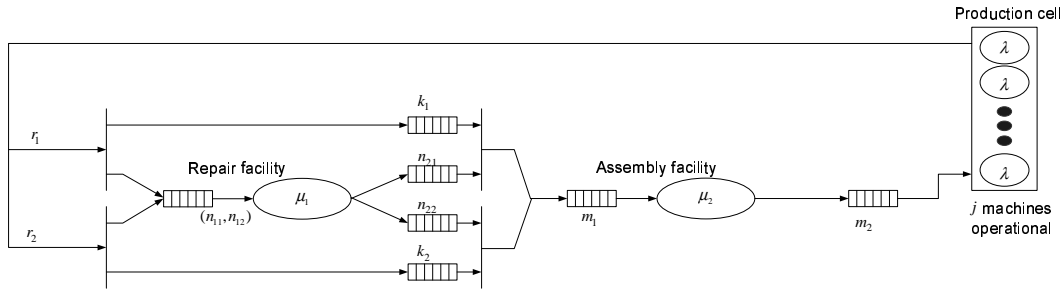 Production cell
λ
λ
λ
k₁
r₁
n₂₁
Repair facility
Assembly facility
μ₁
μ₂
(n₁₁,n₁₂)
n₂₂
m₁
m₂
r₂
k₂
j machines
operational